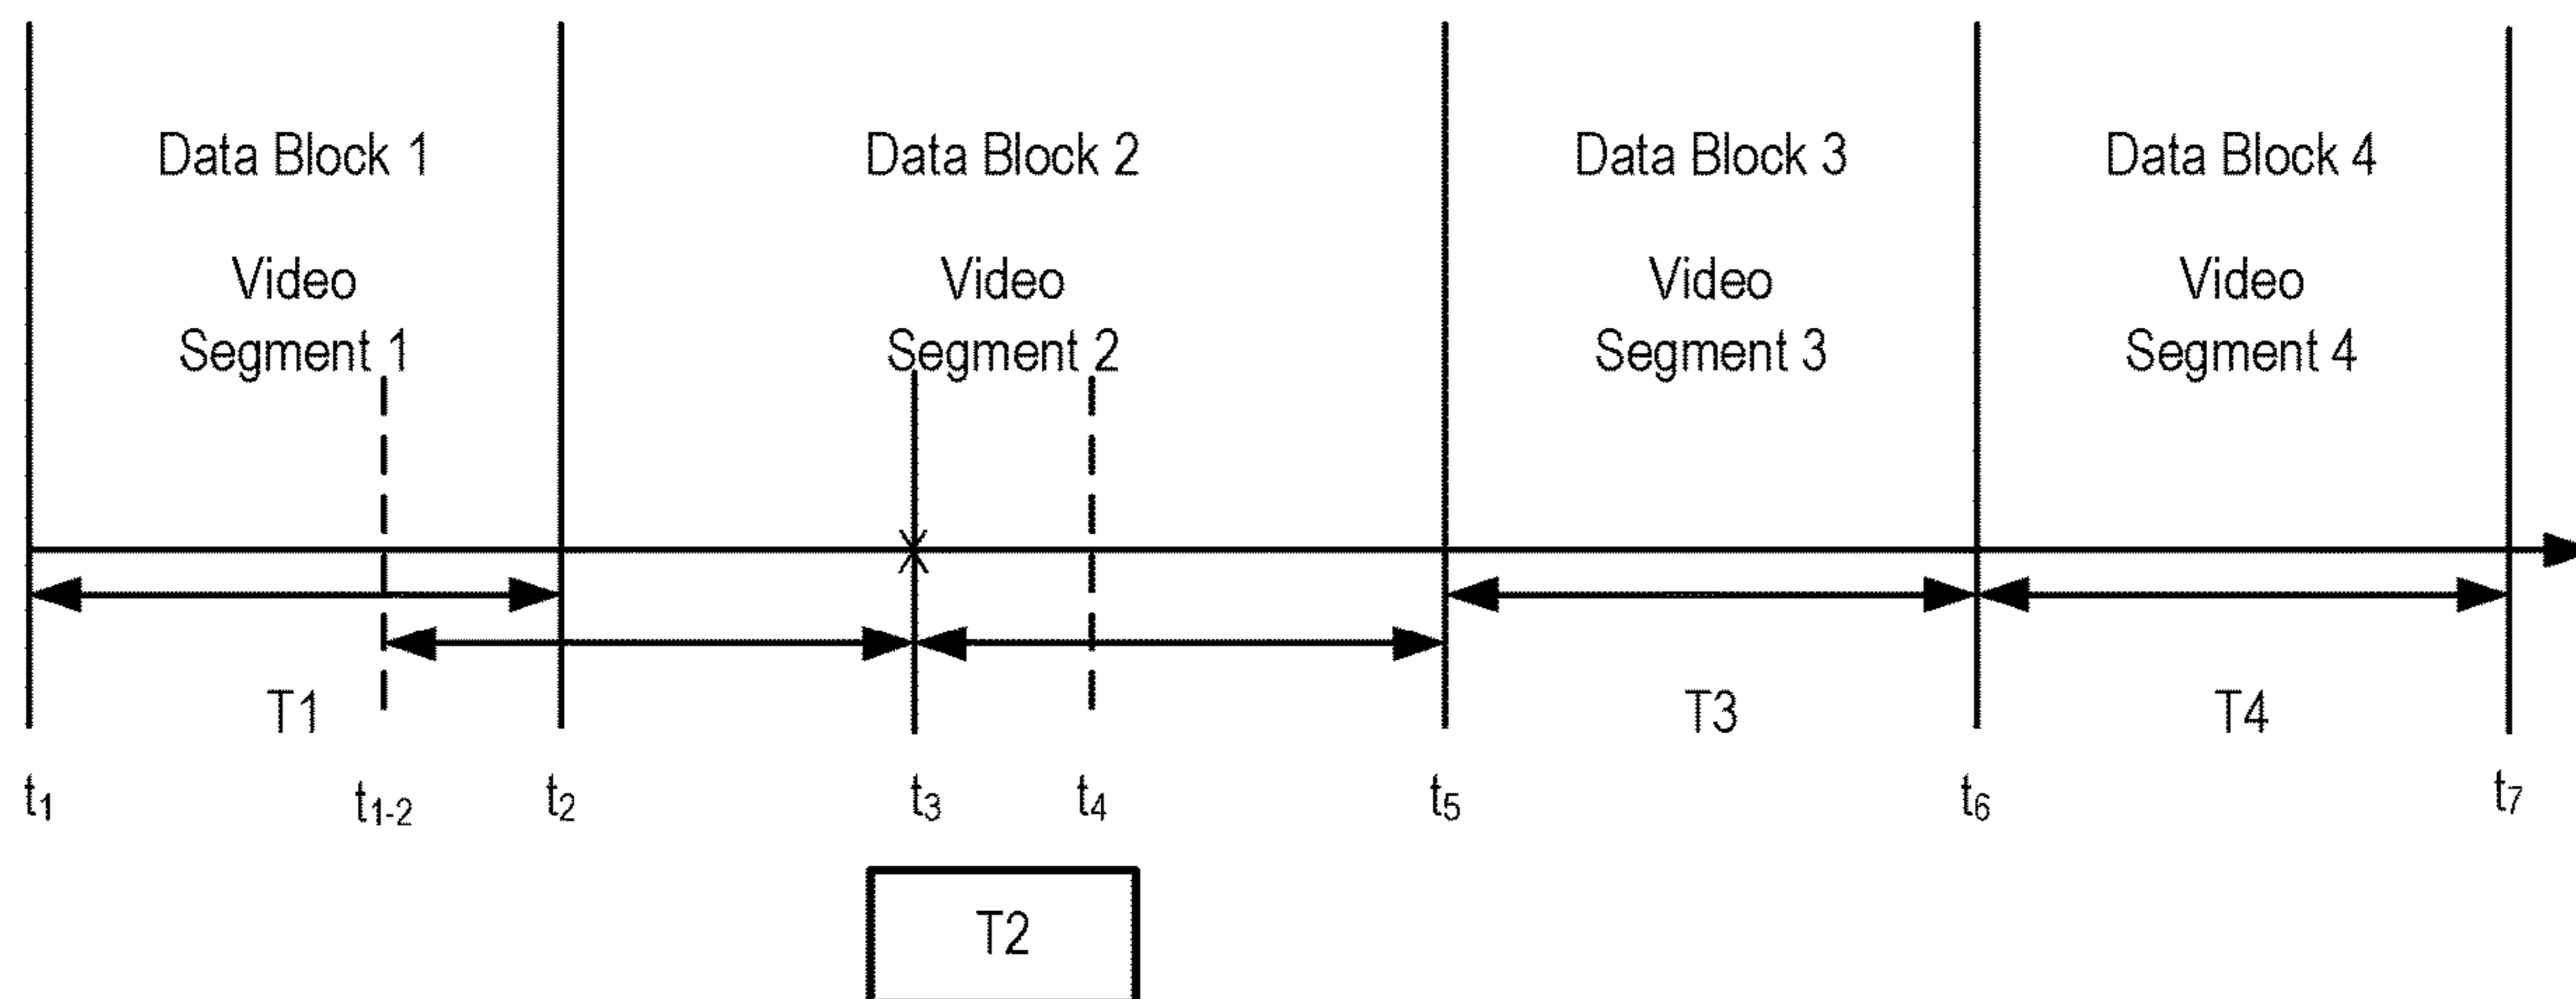 Data Block 1
Data Block 2
Data Block 3
Data Block 4
Video
Segment 1
Video
Segment 2
Video
Segment 3
Video
Segment 4
T1
T3
T4
t1
t1-2
t2
t3
t4
t5
t6
t7
T2